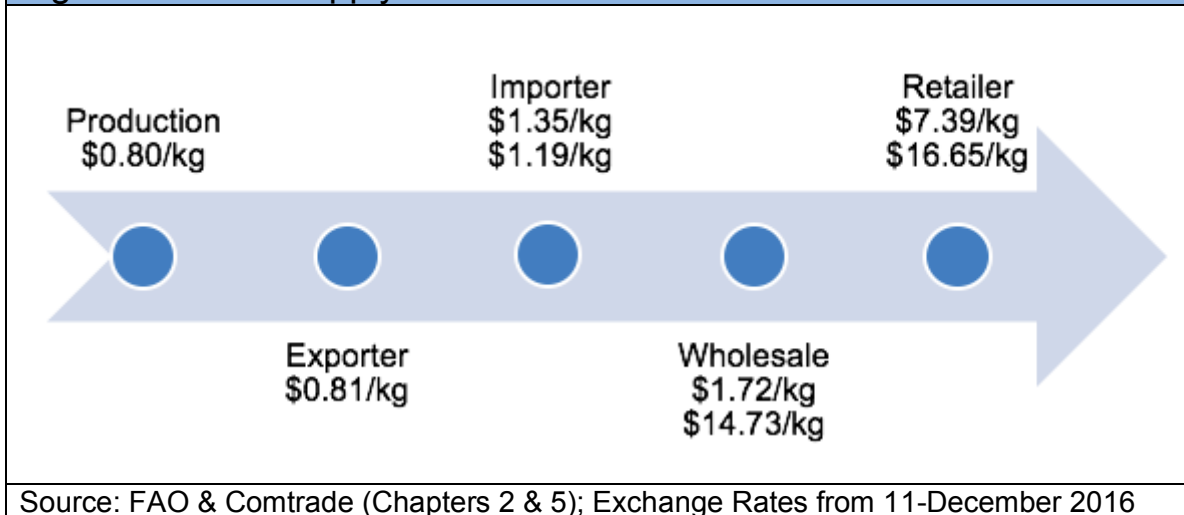 Production
$0.80/kg
Exporter
$0.81/kg
Importer
$1.35/kg
$1.19/kg
Wholesale
$1.72/kg
$14.73/kg
Retailer
$7.39/kg
$16.65/kg
Source: FAO & Comtrade (Chapters 2 & 5); Exchange Rates from 11-December 2016